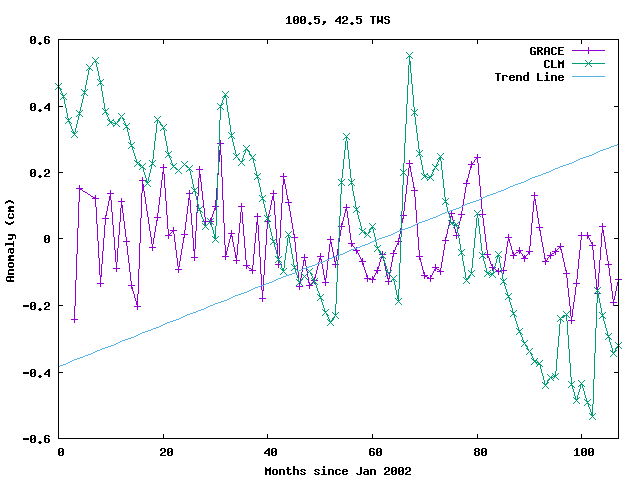 100.5, 42.5 TWS
GRACE
CLM
Trend Line
0.6
0.4
0.2
0
-0.2
-0.4
-0.6
Anomaly (cm)
0 20 40 60 80 100
Months since Jan 2002